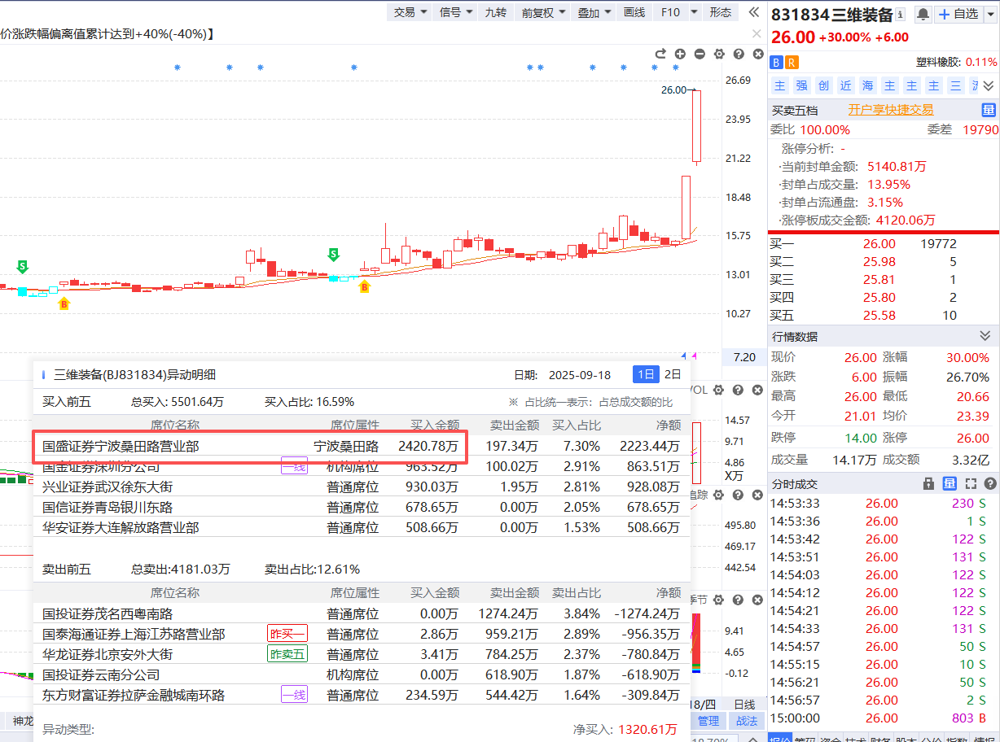 交易 信号 九转 前复权 叠加 画线 F10 形态
价涨跌幅偏离值累计达到+40%(-40%)】
26.00
26.69
23.95
21.22
18.48
15.75
13.01
10.27
7.20
S
B
S
B
三维装备(BJ831834)异动明细 日期: 2025-09-18 1日 2日
买入前五 总买入: 5501.64万 买入占比: 16.59% ※ 占比统一表示: 占总成交额的比
席位名称 席位属性 买入金额 卖出金额 买入占比 净额
国盛证券宁波桑田路营业部 宁波桑田路 2420.78万 197.34万 7.30% 2223.44万
国金证券深圳分公司 一线 机构席位 963.52万 100.02万 2.91% 863.51万
兴业证券武汉徐东大街 普通席位 930.03万 1.95万 2.81% 928.08万
国信证券青岛银川东路 普通席位 678.65万 0.00万 2.05% 678.65万
华安证券大连解放路营业部 普通席位 508.66万 0.00万 1.53% 508.66万
卖出前五 总卖出:4181.03万 卖出占比:12.61%
席位名称 席位属性 买入金额 卖出金额 卖出占比 净额
国投证券茂名西粤南路 普通席位 0.00万 1274.24万 3.84% -1274.24万
国泰海通证券上海江苏路营业部 昨买一 普通席位 2.86万 959.21万 2.89% -956.35万
华龙证券北京安外大街 昨卖五 普通席位 3.41万 784.25万 2.37% -780.84万
国投证券云南分公司 机构席位 0.00万 618.90万 1.87% -618.90万
东方财富证券拉萨金融城南环路 一线 普通席位 234.59万 544.42万 1.64% -309.84万
异动类型: 净买入: 1320.61万
神龙
VOL
14.57
9.71
4.86
X万
追踪
495.80
469.17
442.54
季节
9.41
4.65
-0.12
18/四 日线
管理 战法
18.70%
831834 三维装备 自选
26.00 +30.00% +6.00
B R 塑料橡胶: 0.11%
主 强 创 近 海 主 主 主 三
买卖五档 开户享快捷交易 量
委比 100.00% 委差 19790
涨停分析: -
·当前封单金额: 5140.81万
·封单占成交量: 13.95%
·封单占流通盘: 3.15%
·涨停板成交金额: 4120.06万
买一 26.00 19772
买二 25.98 5
买三 25.81 1
买四 25.80 2
买五 25.58 10
行情数据
现价 26.00 涨幅 30.00%
涨跌 6.00 振幅 26.70%
最高 26.00 最低 20.66
今开 21.01 均价 23.39
跌停 14.00 涨停 26.00
成交量 14.17万 成交额 3.32亿
分时成交 量
14:53:33 26.00 230 S
14:53:36 26.00 1 S
14:53:42 26.00 122 S
14:53:51 26.00 131 S
14:54:03 26.00 122 S
14:54:12 26.00 122 S
14:54:21 26.00 122 S
14:54:33 26.00 131 S
14:54:57 26.00 50 S
14:55:15 26.00 10 S
14:56:21 26.00 50 S
14:56:57 26.00 2 S
15:00:00 26.00 803 B
报价 筹码 资金 技术 财务 股本 分价 指数 情报